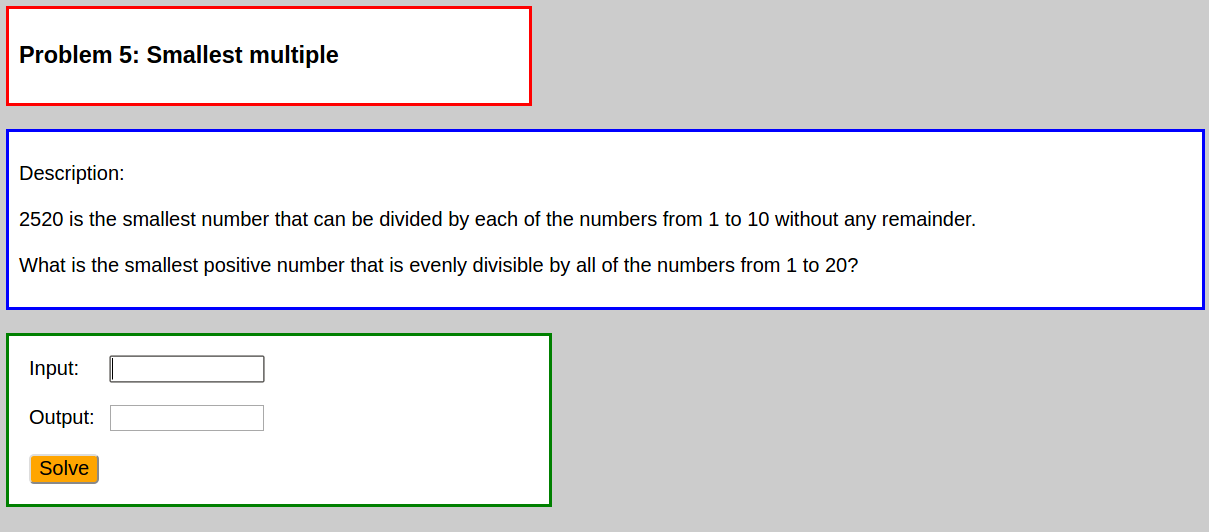 Problem 5: Smallest multiple
Description:
2520 is the smallest number that can be divided by each of the numbers from 1 to 10 without any remainder.
What is the smallest positive number that is evenly divisible by all of the numbers from 1 to 20?
Input:
Output:
Solve